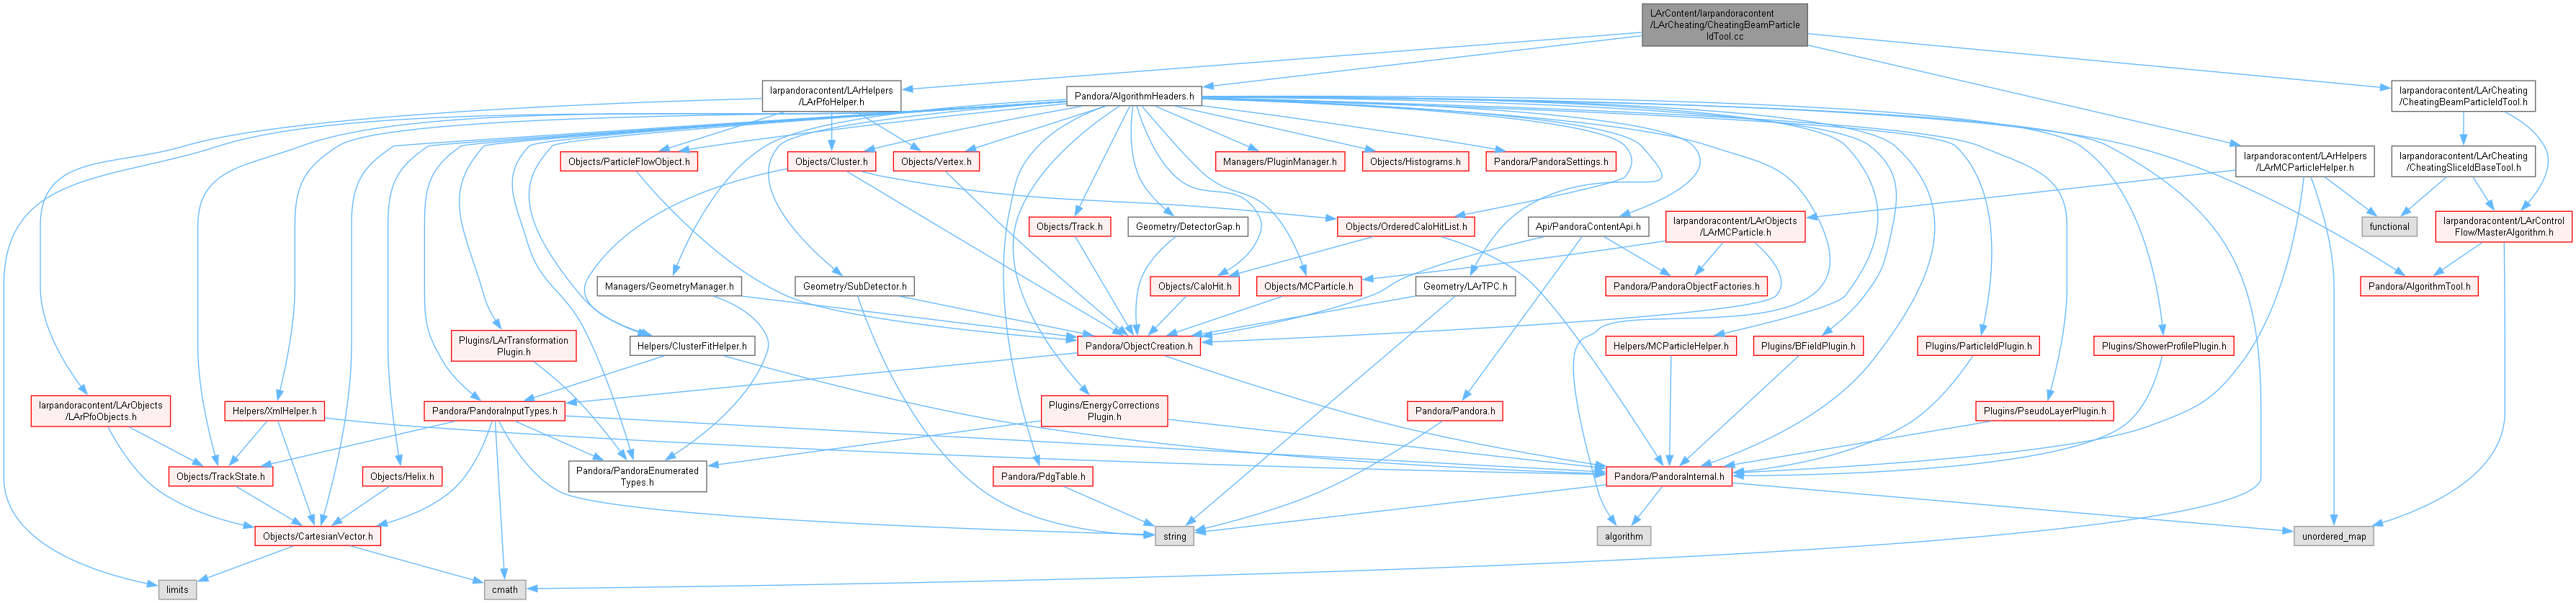 LArContent/larpandoracontent
/LArCheating/CheatingBeamParticle
IdTool.cc
larpandoracontent/LArHelpers
/LArPfoHelper.h
Pandora/AlgorithmHeaders.h
larpandoracontent/LArCheating
/CheatingBeamParticleIdTool.h
Objects/ParticleFlowObject.h
Objects/Cluster.h
Objects/Vertex.h
Managers/PluginManager.h
Objects/Histograms.h
Pandora/PandoraSettings.h
larpandoracontent/LArHelpers
/LArMCParticleHelper.h
larpandoracontent/LArCheating
/CheatingSliceIdBaseTool.h
Objects/Track.h
Geometry/DetectorGap.h
Objects/OrderedCaloHitList.h
Api/PandoraContentApi.h
larpandoracontent/LArObjects
/LArMCParticle.h
functional
larpandoracontent/LArControl
Flow/MasterAlgorithm.h
Managers/GeometryManager.h
Geometry/SubDetector.h
Objects/CaloHit.h
Objects/MCParticle.h
Geometry/LArTPC.h
Pandora/PandoraObjectFactories.h
Pandora/AlgorithmTool.h
Plugins/LArTransformation
Plugin.h
Helpers/ClusterFitHelper.h
Pandora/ObjectCreation.h
Helpers/MCParticleHelper.h
Plugins/BFieldPlugin.h
Plugins/ParticleIdPlugin.h
Plugins/ShowerProfilePlugin.h
larpandoracontent/LArObjects
/LArPfoObjects.h
Helpers/XmlHelper.h
Pandora/PandoraInputTypes.h
Plugins/EnergyCorrections
Plugin.h
Pandora/Pandora.h
Plugins/PseudoLayerPlugin.h
Objects/TrackState.h
Objects/Helix.h
Pandora/PandoraEnumerated
Types.h
Pandora/PdgTable.h
Pandora/PandoraInternal.h
Objects/CartesianVector.h
string
algorithm
unordered_map
limits
cmath